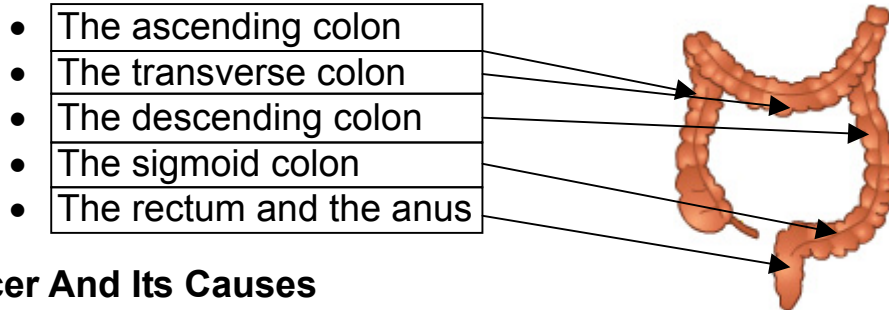 • The ascending colon
• The transverse colon
• The descending colon
• The sigmoid colon
• The rectum and the anus
And Its Causes